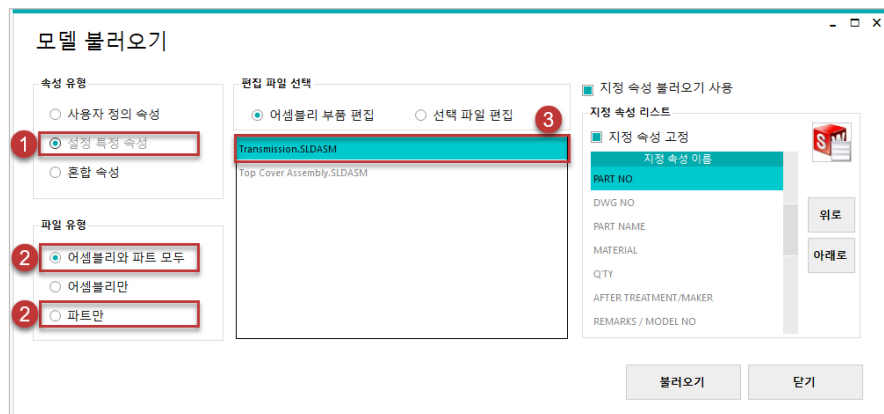 모델 불러오기
속성 유형
사용자 정의 속성
1
설정 특정 속성
혼합 속성
파일 유형
2
어셈블리와 파트 모두
어셈블리만
2
파트만
편집 파일 선택
어셈블리 부품 편집
선택 파일 편집
3
Transmission.SLDASM
Top Cover Assembly.SLDASM
지정 속성 불러오기 사용
지정 속성 리스트
지정 속성 고정
지정 속성 이름
PART NO
DWG NO
PART NAME
MATERIAL
Q'TY
AFTER TREATMENT/MAKER
REMARKS / MODEL NO
SW
위로
아래로
불러오기
닫기